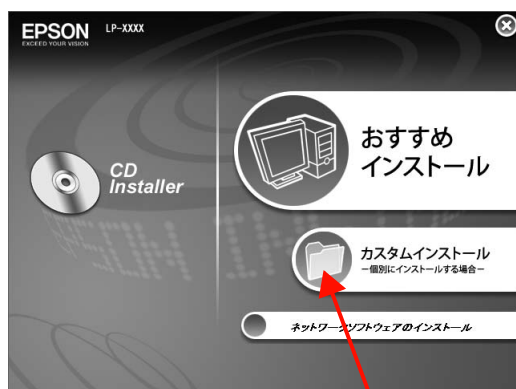 EPSON
EXCEED YOUR VISION
LP-XXXX
CD
Installer
おすすめ
インストール
カスタムインストール
−個別にインストールする場合−
ネットワークソフトウェアのインストール